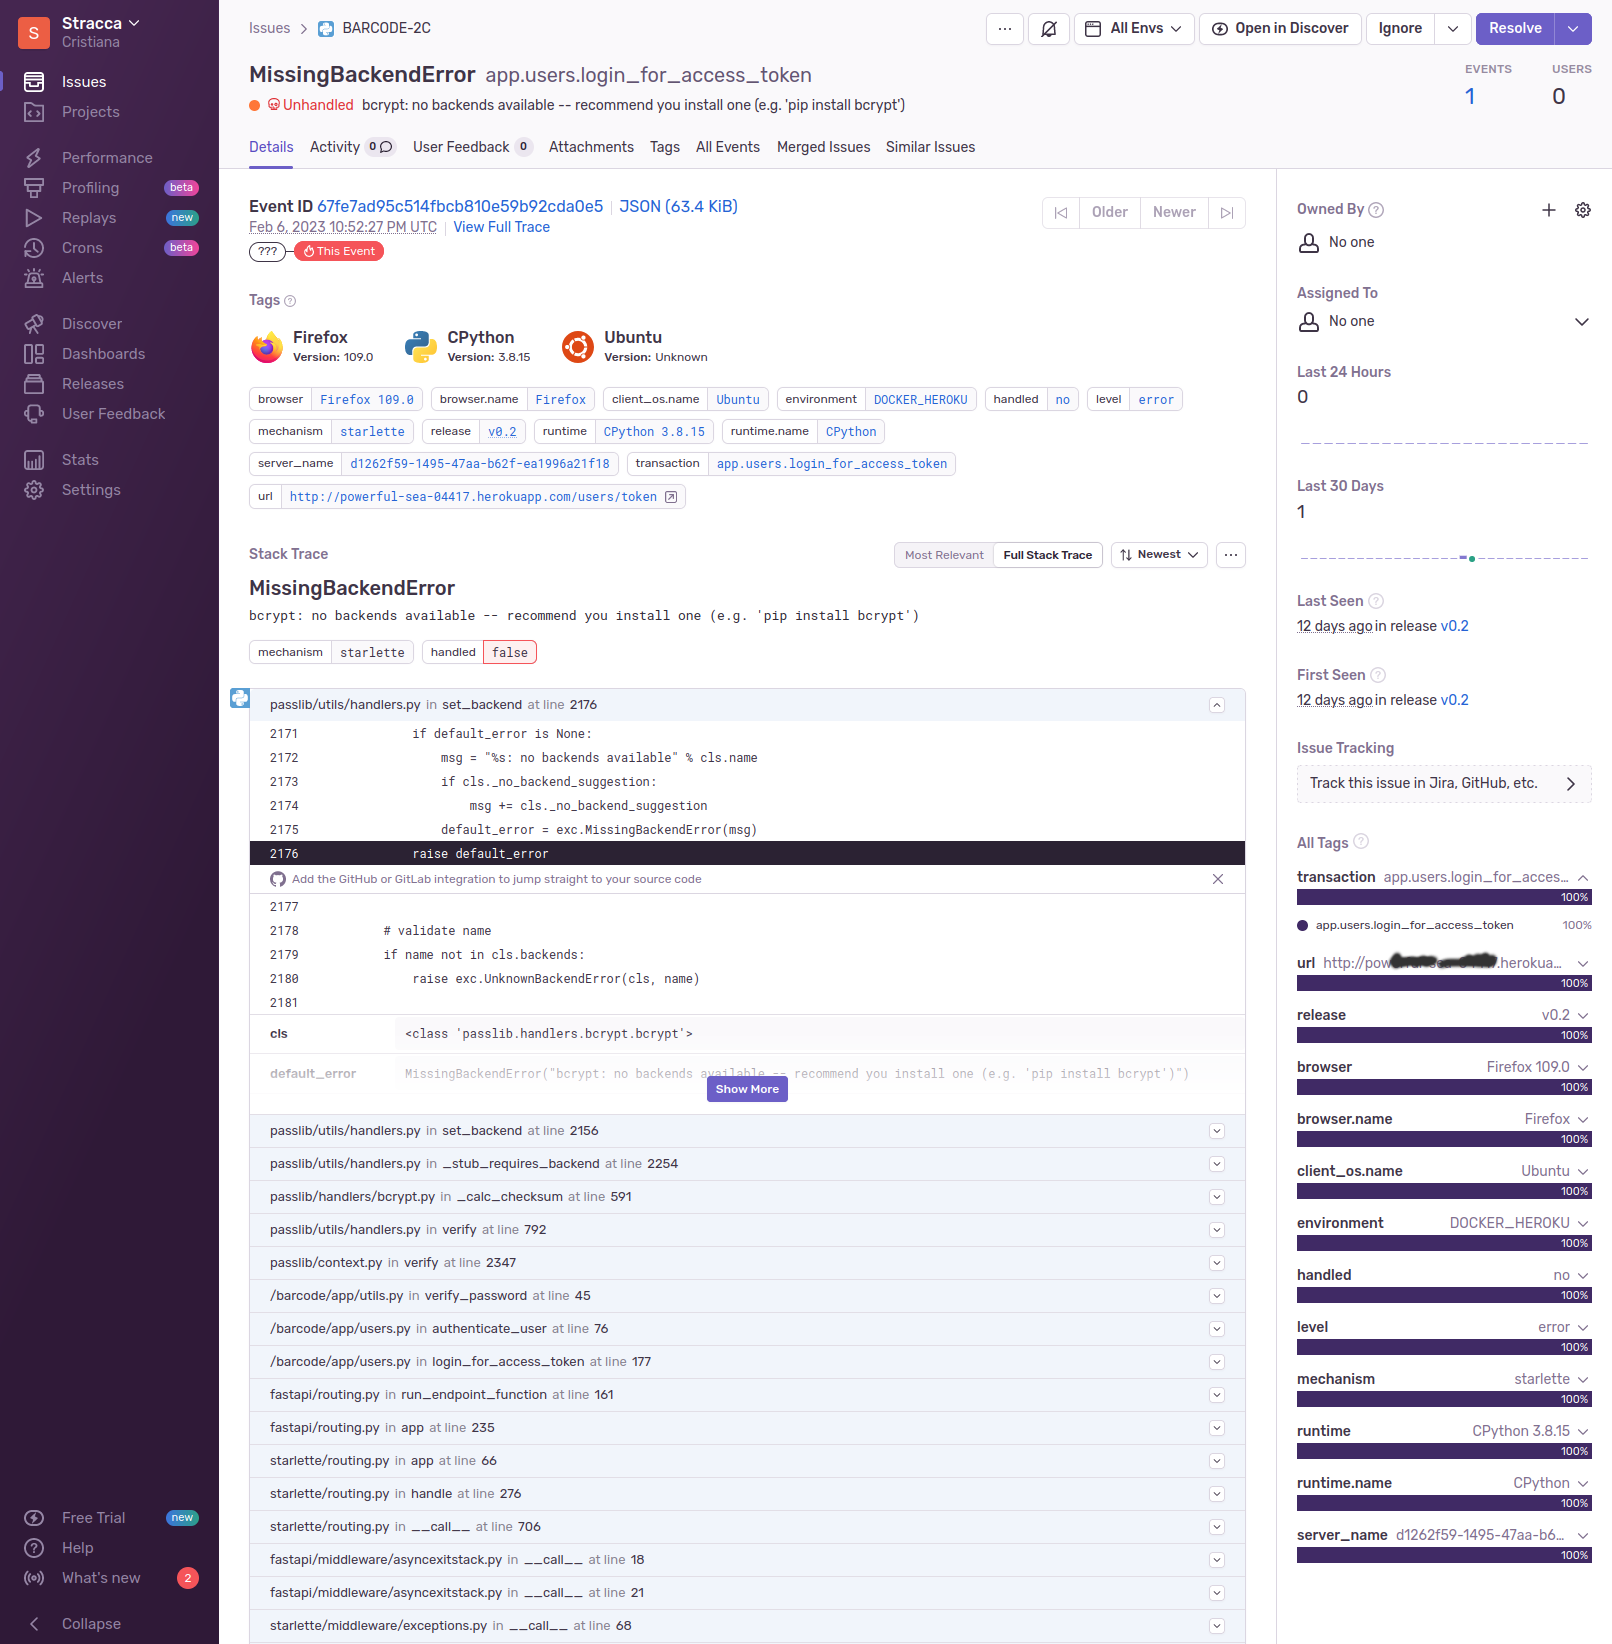 S
Stracca
Cristiana
Issues
Projects
Performance
Profiling beta
Replays new
Crons beta
Alerts
Discover
Dashboards
Releases
User Feedback
Stats
Settings
Free Trial new
Help
What's new 2
Collapse
Issues BARCODE-2C
All Envs Open in Discover Ignore Resolve
MissingBackendError app.users.login_for_access_token
EVENTS USERS
1 0
Unhandled bcrypt: no backends available -- recommend you install one (e.g. 'pip install bcrypt')
Details Activity 0 User Feedback 0 Attachments Tags All Events Merged Issues Similar Issues
Event ID 67fe7ad95c514fbcb810e59b92cda0e5 JSON (63.4 KiB)
Older Newer
Feb 6, 2023 10:52:27 PM UTC View Full Trace
??? This Event
Tags ?
Firefox
Version: 109.0
CPython
Version: 3.8.15
Ubuntu
Version: Unknown
browser Firefox 109.0 browser.name Firefox client_os.name Ubuntu environment DOCKER_HEROKU handled no level error
mechanism starlette release v0.2 runtime CPython 3.8.15 runtime.name CPython
server_name d1262f59-1495-47aa-b62f-ea1996a21f18 transaction app.users.login_for_access_token
url http://powerful-sea-04417.herokuapp.com/users/token
Stack Trace Most Relevant Full Stack Trace Newest
MissingBackendError
bcrypt: no backends available -- recommend you install one (e.g. 'pip install bcrypt')
mechanism starlette handled false
passlib/utils/handlers.py in set_backend at line 2176
2171 if default_error is None:
2172 msg = "%s: no backends available" % cls.name
2173 if cls._no_backend_suggestion:
2174 msg += cls._no_backend_suggestion
2175 default_error = exc.MissingBackendError(msg)
2176 raise default_error
Add the GitHub or GitLab integration to jump straight to your source code
2177
2178 # validate name
2179 if name not in cls.backends:
2180 raise exc.UnknownBackendError(cls, name)
2181
cls <class 'passlib.handlers.bcrypt.bcrypt'>
default_error MissingBackendError("bcrypt: no backends available -- recommend you install one (e.g. 'pip install bcrypt')")
Show More
passlib/utils/handlers.py in set_backend at line 2156
passlib/utils/handlers.py in _stub_requires_backend at line 2254
passlib/handlers/bcrypt.py in _calc_checksum at line 591
passlib/utils/handlers.py in verify at line 792
passlib/context.py in verify at line 2347
/barcode/app/utils.py in verify_password at line 45
/barcode/app/users.py in authenticate_user at line 76
/barcode/app/users.py in login_for_access_token at line 177
fastapi/routing.py in run_endpoint_function at line 161
fastapi/routing.py in app at line 235
starlette/routing.py in app at line 66
starlette/routing.py in handle at line 276
starlette/routing.py in __call__ at line 706
fastapi/middleware/asyncexitstack.py in __call__ at line 18
fastapi/middleware/asyncexitstack.py in __call__ at line 21
starlette/middleware/exceptions.py in __call__ at line 68
Owned By ?
No one
Assigned To
No one
Last 24 Hours
0
Last 30 Days
1
Last Seen ?
12 days ago in release v0.2
First Seen ?
12 days ago in release v0.2
Issue Tracking
Track this issue in Jira, GitHub, etc.
All Tags ?
transaction app.users.login_for_acces...
100%
app.users.login_for_access_token 100%
url http://pow .herokua...
100%
release v0.2
100%
browser Firefox 109.0
100%
browser.name Firefox
100%
client_os.name Ubuntu
100%
environment DOCKER_HEROKU
100%
handled no
100%
level error
100%
mechanism starlette
100%
runtime CPython 3.8.15
100%
runtime.name CPython
100%
server_name d1262f59-1495-47aa-b6...
100%